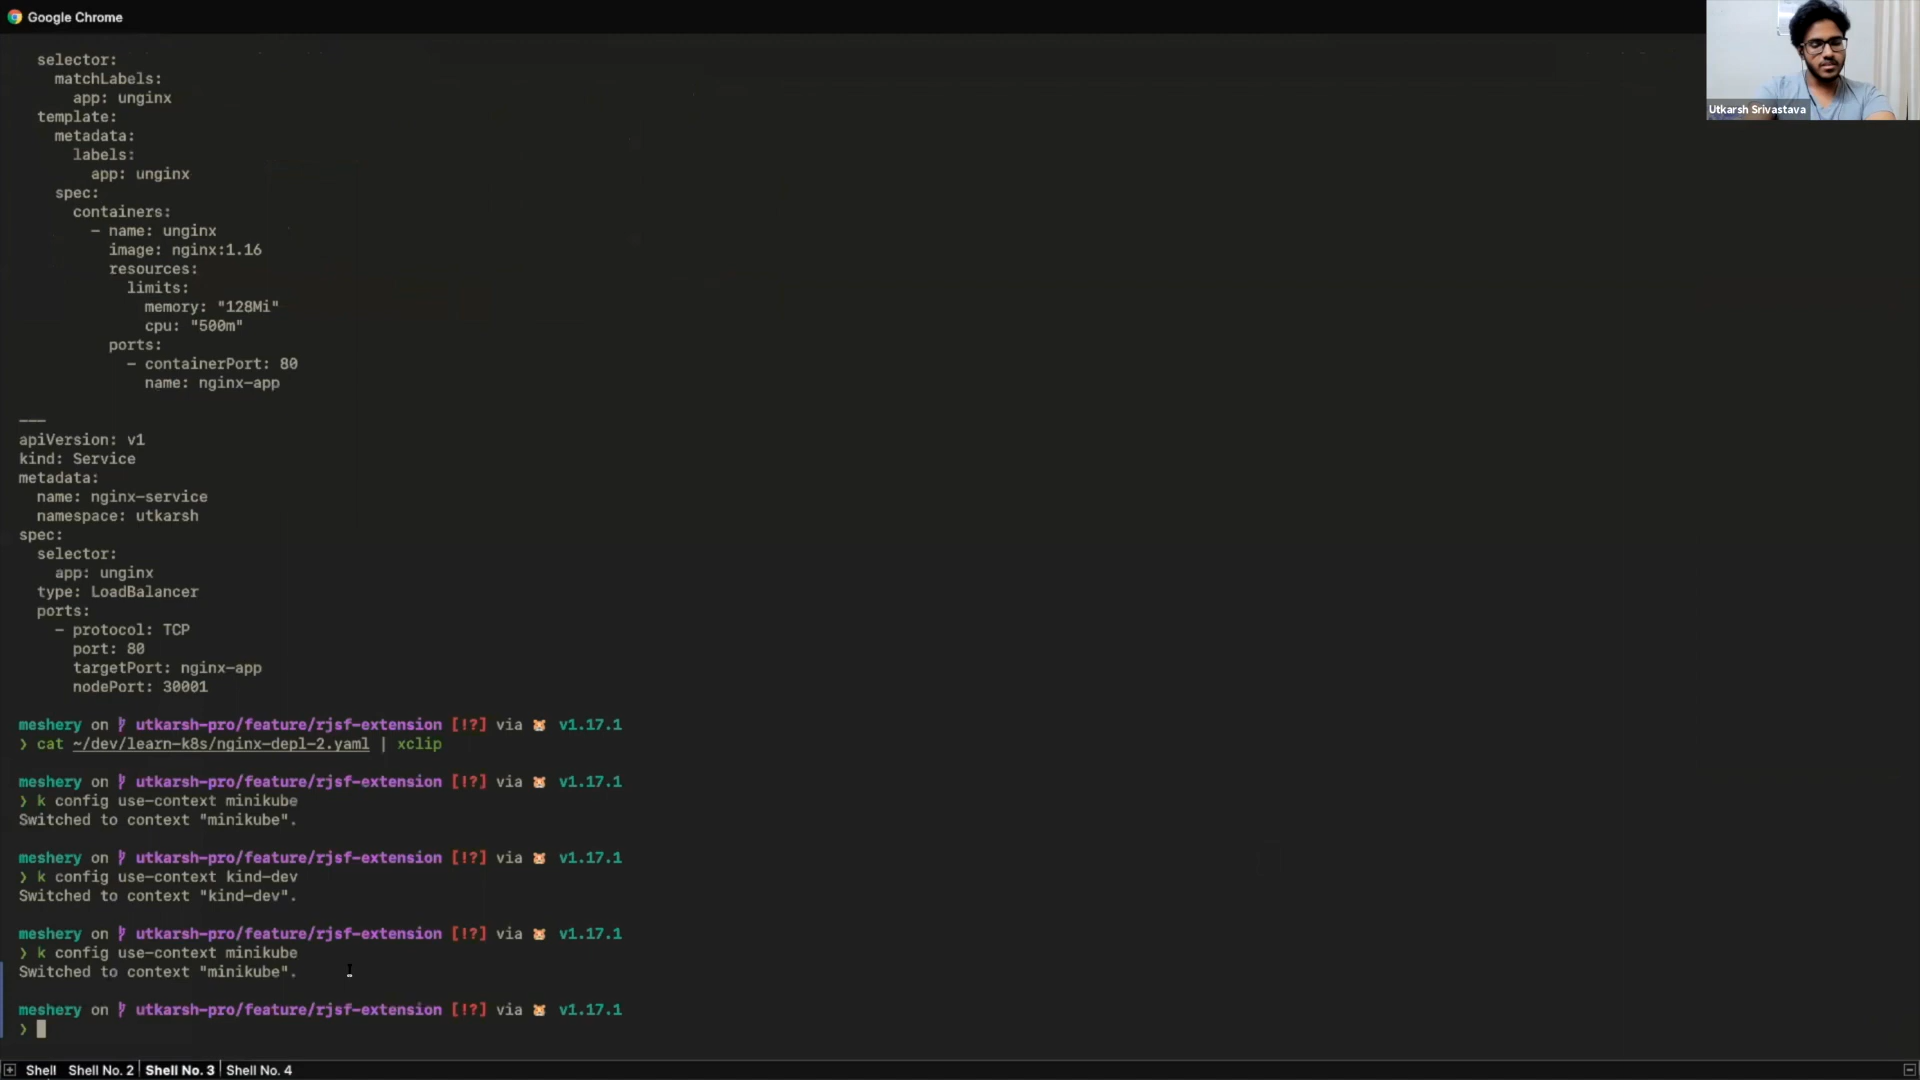 Google Chrome
Utkarsh Srivastava
  selector:
    matchLabels:
      app: unginx
  template:
    metadata:
      labels:
        app: unginx
    spec:
      containers:
        - name: unginx
          image: nginx:1.16
          resources:
            limits:
              memory: "128Mi"
              cpu: "500m"
          ports:
            - containerPort: 80
              name: nginx-app
---
apiVersion: v1
kind: Service
metadata:
  name: nginx-service
  namespace: utkarsh
spec:
  selector:
    app: unginx
  type: LoadBalancer
  ports:
    - protocol: TCP
      port: 80
      targetPort: nginx-app
      nodePort: 30001
meshery on utkarsh-pro/feature/rjsf-extension [!?] via 🐹 v1.17.1
❯ cat ~/dev/learn-k8s/nginx-depl-2.yaml | xclip
meshery on utkarsh-pro/feature/rjsf-extension [!?] via 🐹 v1.17.1
❯ k config use-context minikube
Switched to context "minikube".
meshery on utkarsh-pro/feature/rjsf-extension [!?] via 🐹 v1.17.1
❯ k config use-context kind-dev
Switched to context "kind-dev".
meshery on utkarsh-pro/feature/rjsf-extension [!?] via 🐹 v1.17.1
❯ k config use-context minikube
Switched to context "minikube".
meshery on utkarsh-pro/feature/rjsf-extension [!?] via 🐹 v1.17.1
❯
Shell Shell No. 2 Shell No. 3 Shell No. 4